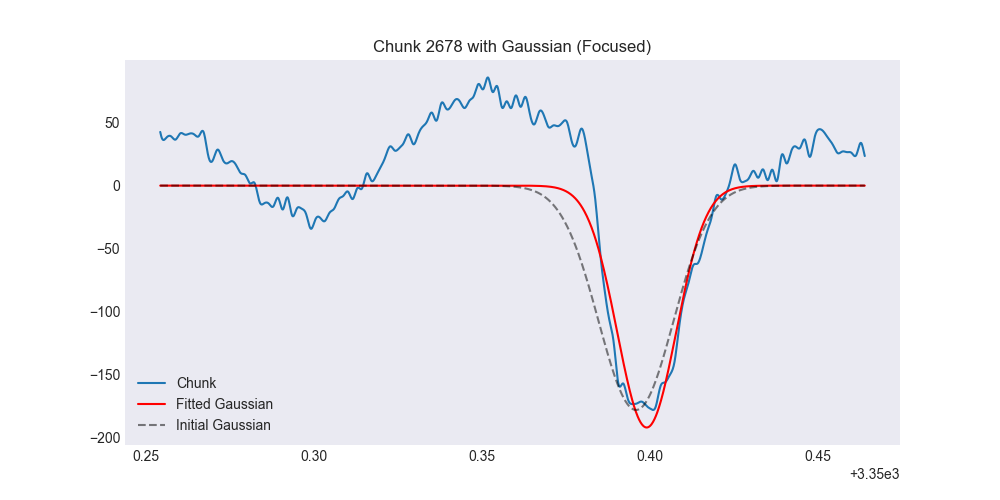 Chunk 2678 with Gaussian (Focused)
50
0
−50
−100
−150
−200
Chunk
Fitted Gaussian
Initial Gaussian
0.25 0.30 0.35 0.40 0.45
+3.35e3